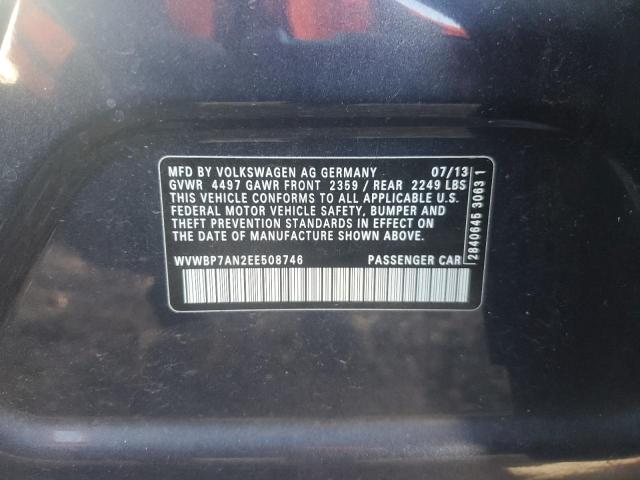 MFD BY VOLKSWAGEN AG GERMANY 07/13
GVWR 4497 GAWR FRONT 2359 / REAR 2249 LBS
THIS VEHICLE CONFORMS TO ALL APPLICABLE U.S.
FEDERAL MOTOR VEHICLE SAFETY, BUMPER AND
THEFT PREVENTION STANDARDS IN EFFECT ON
THE DATE OF MANUFACTURE SHOWN ABOVE.
WVWBP7AN2EE508746 PASSENGER CAR
2840645 3063 1